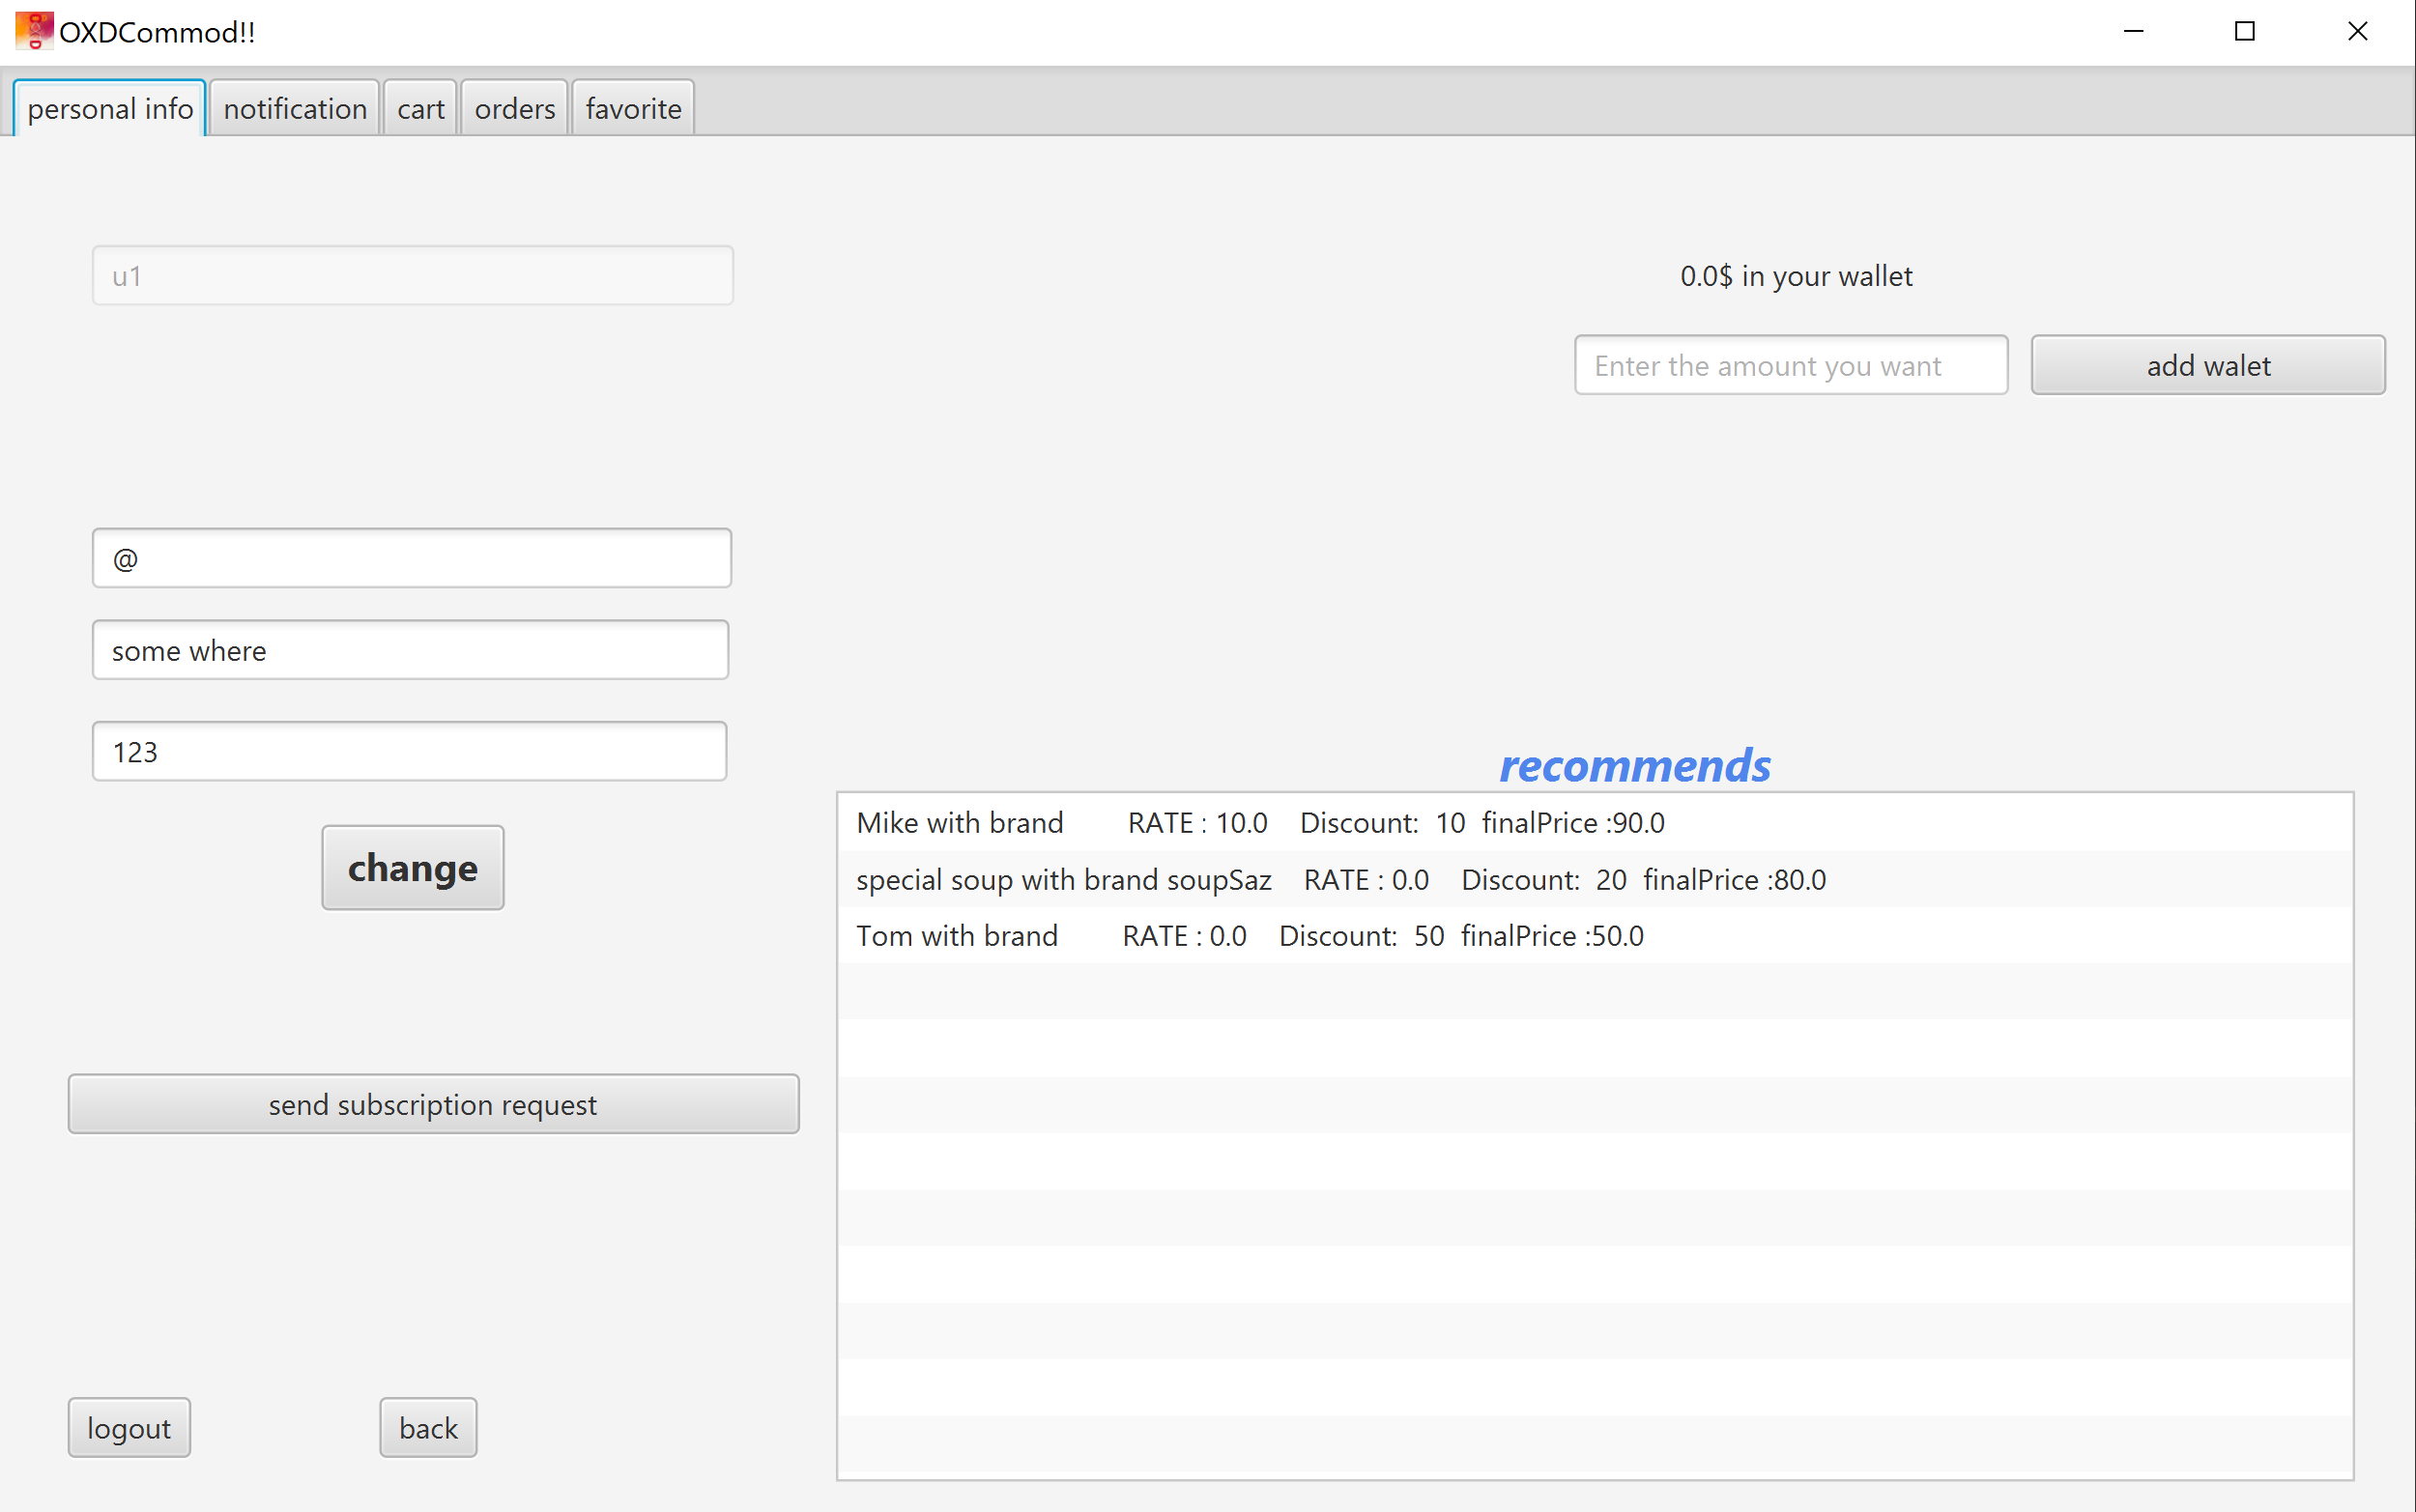 OXD
OXDCommod!!
personal info notification cart orders favorite
u1
0.0$ in your wallet
Enter the amount you want
add walet
@
some where
123
change
recommends
Mike with brand RATE : 10.0 Discount: 10 finalPrice :90.0
special soup with brand soupSaz RATE : 0.0 Discount: 20 finalPrice :80.0
Tom with brand RATE : 0.0 Discount: 50 finalPrice :50.0
send subscription request
logout
back